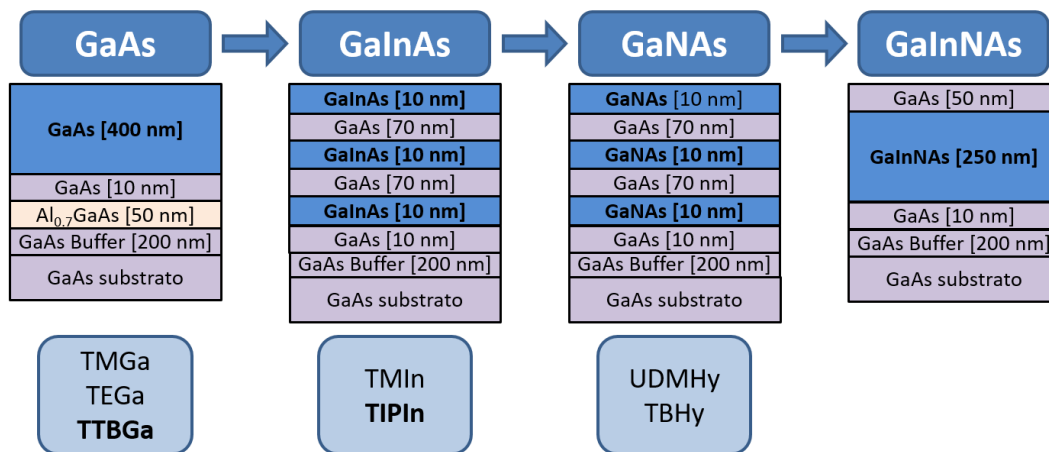 GaAs
GaInAs
GaNAs
GaInNAs
GaAs [400 nm]
GaAs [10 nm]
Al₀.₇GaAs [50 nm]
GaAs Buffer [200 nm]
GaAs substrato
GaInAs [10 nm]
GaAs [70 nm]
GaInAs [10 nm]
GaAs [70 nm]
GaInAs [10 nm]
GaAs [10 nm]
GaAs Buffer [200 nm]
GaAs substrato
GaNAs [10 nm]
GaAs [70 nm]
GaNAs [10 nm]
GaAs [70 nm]
GaNAs [10 nm]
GaAs [10 nm]
GaAs Buffer [200 nm]
GaAs substrato
GaAs [50 nm]
GaInNAs [250 nm]
GaAs [10 nm]
GaAs Buffer [200 nm]
GaAs substrato
TMGa
TEGa
TTBGa
TMIn
TIPIn
UDMHy
TBHy